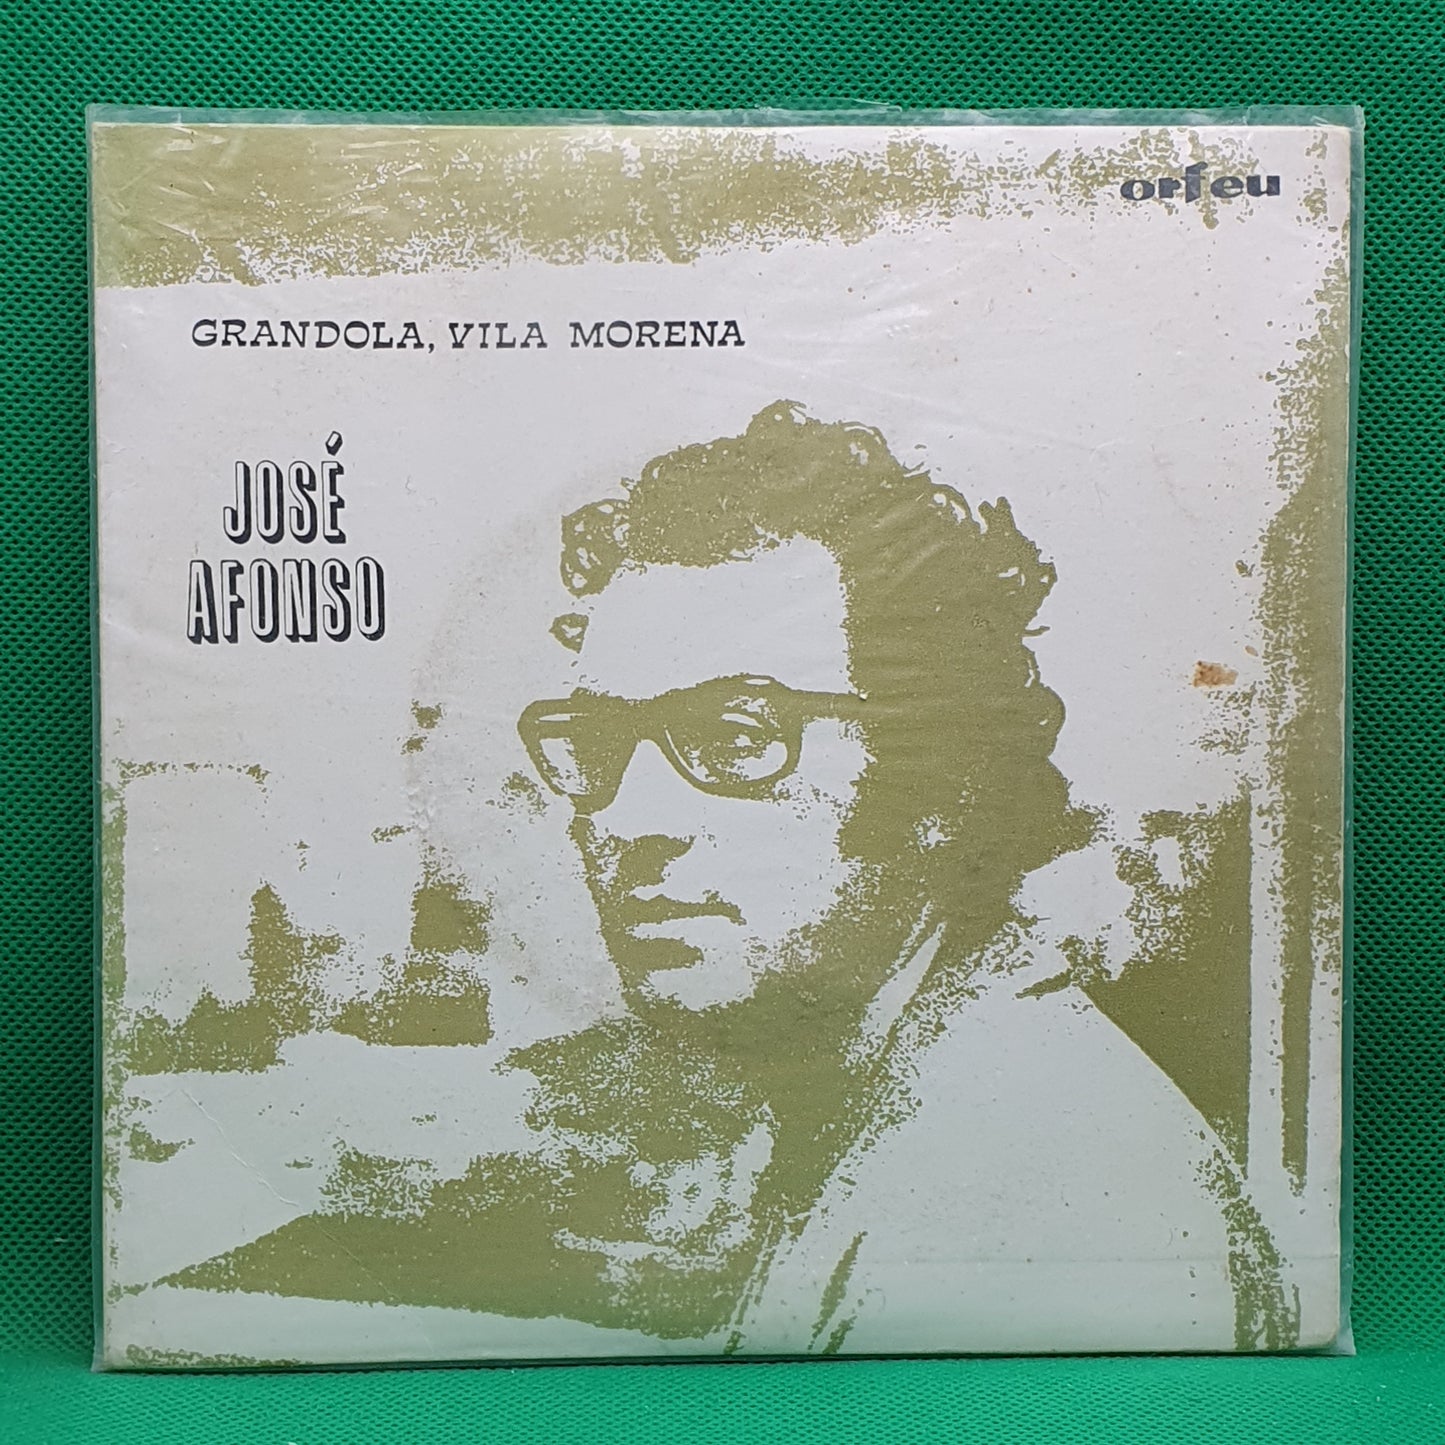 orfeu
GRANDOLA, VILA MORENA
JOSÉ
AFONSO